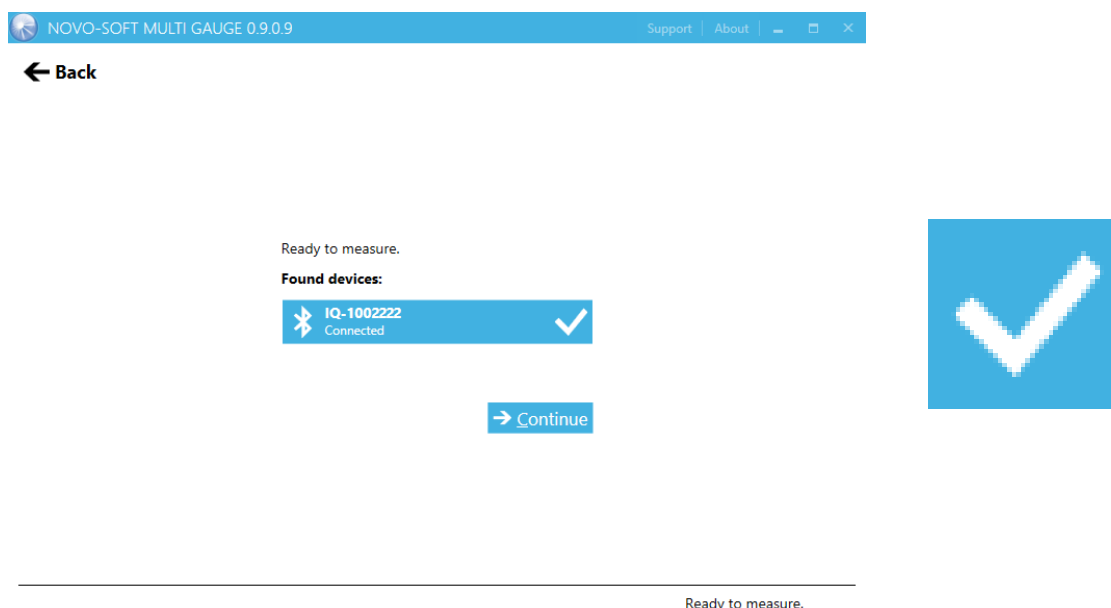 NOVO-SOFT MULTI GAUGE 0.9.0.9 Support About
Back
Ready to measure.
Found devices:
IQ-1002222
Connected
Continue
Ready to measure.